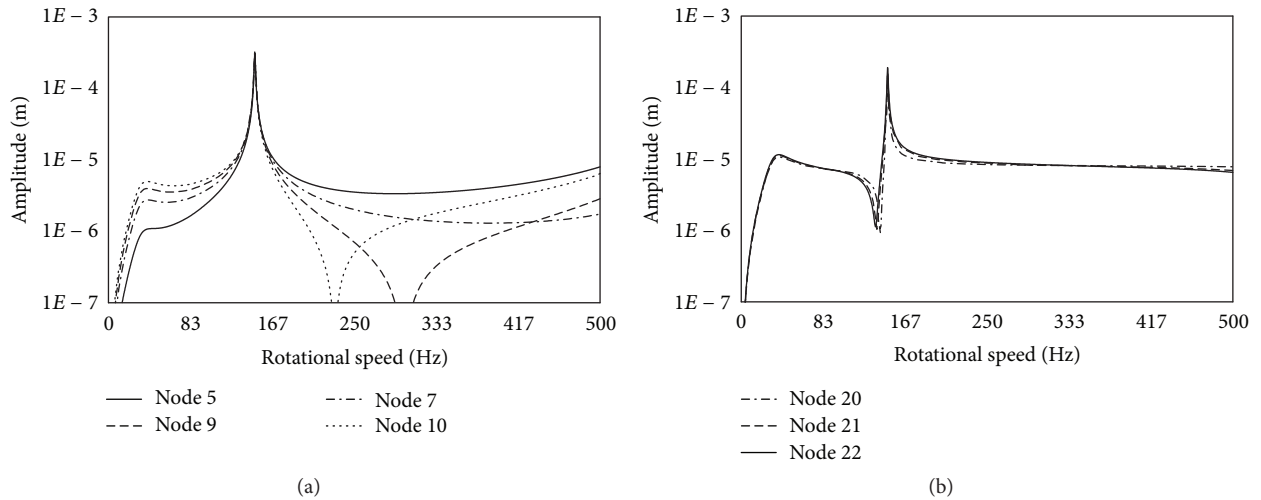 1E − 3
1E − 4
1E − 5
1E − 6
1E − 7
Amplitude (m)
0 83 167 250 333 417 500
Rotational speed (Hz)
Node 5
Node 9
Node 7
Node 10
(a)
1E − 3
1E − 4
1E − 5
1E − 6
1E − 7
Amplitude (m)
0 83 167 250 333 417 500
Rotational speed (Hz)
Node 20
Node 21
Node 22
(b)